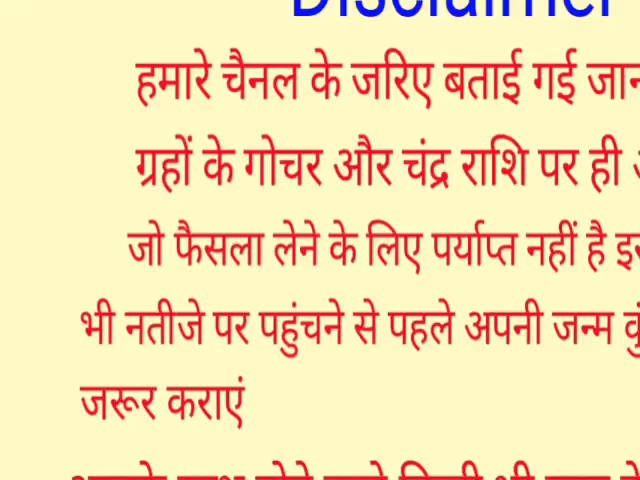 Disclaimer
हमारे चैनल के जरिए बताई गई
ग्रहों के गोचर और चंद्र राशि पर ही
जो फैसला लेने के लिए पर्याप्त नहीं है
भी नतीजे पर पहुंचने से पहले अपनी जन्म
जरूर कराएं